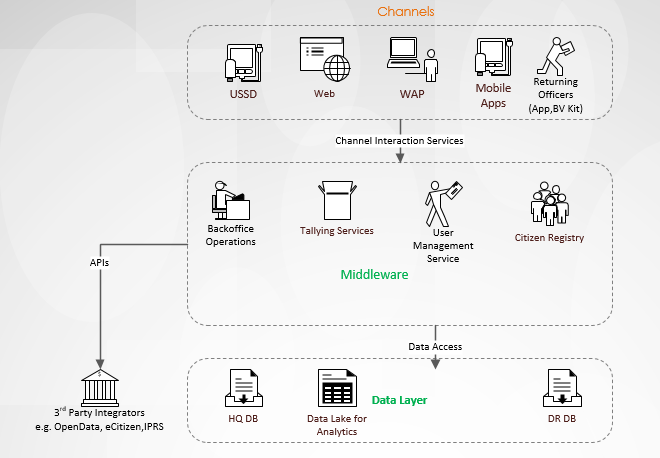 Channels
USSD
Web
WAP
Mobile
Apps
Returning
Officers
(App,BV Kit)
Channel Interaction Services
Backoffice
Operations
Tallying Services
User
Management
Service
Citizen Registry
APIs
Middleware
Data Access
3rd Party Integrators
e.g. OpenData, eCitizen,IPRS
HQ DB
Data Lake for
Analytics
Data Layer
DR DB